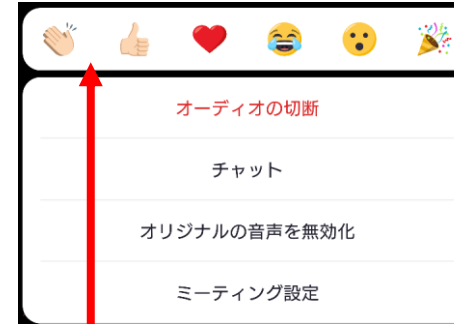 オーディオの切断
チャット
オリジナルの音声を無効化
ミーティング設定